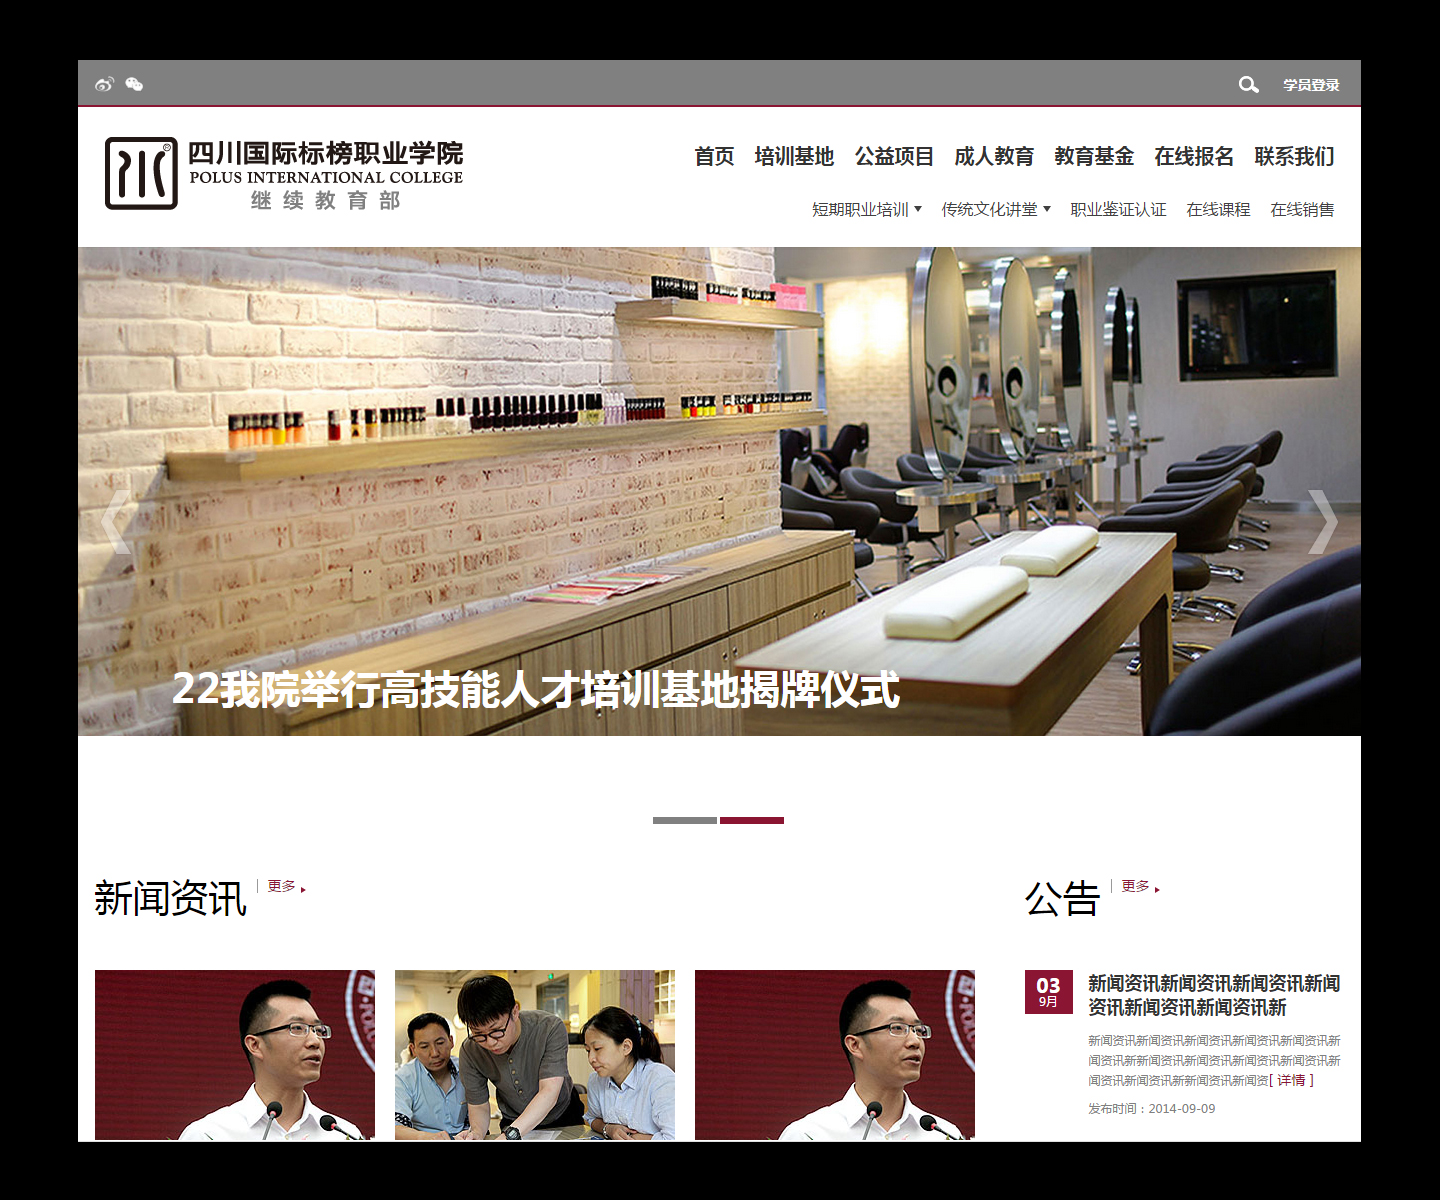 学员登录
四川国际标榜职业学院
POLUS INTERNATIONAL COLLEGE
继续教育部
首页 培训基地 公益项目 成人教育 教育基金 在线报名 联系我们
短期职业培训 传统文化讲堂 职业鉴证认证 在线课程 在线销售
22我院举行高技能人才培训基地揭牌仪式
新闻资讯 更多
公告 更多
03
9月
新闻资讯新闻资讯新闻资讯新闻
资讯新闻资讯新闻资讯新
新闻资讯新闻资讯新闻资讯新闻资讯新闻资讯新
闻资讯新新闻资讯新闻资讯新闻资讯新闻资讯新
闻资讯新闻资讯新新闻资讯新闻资[ 详情 ]
发布时间：2014-09-09